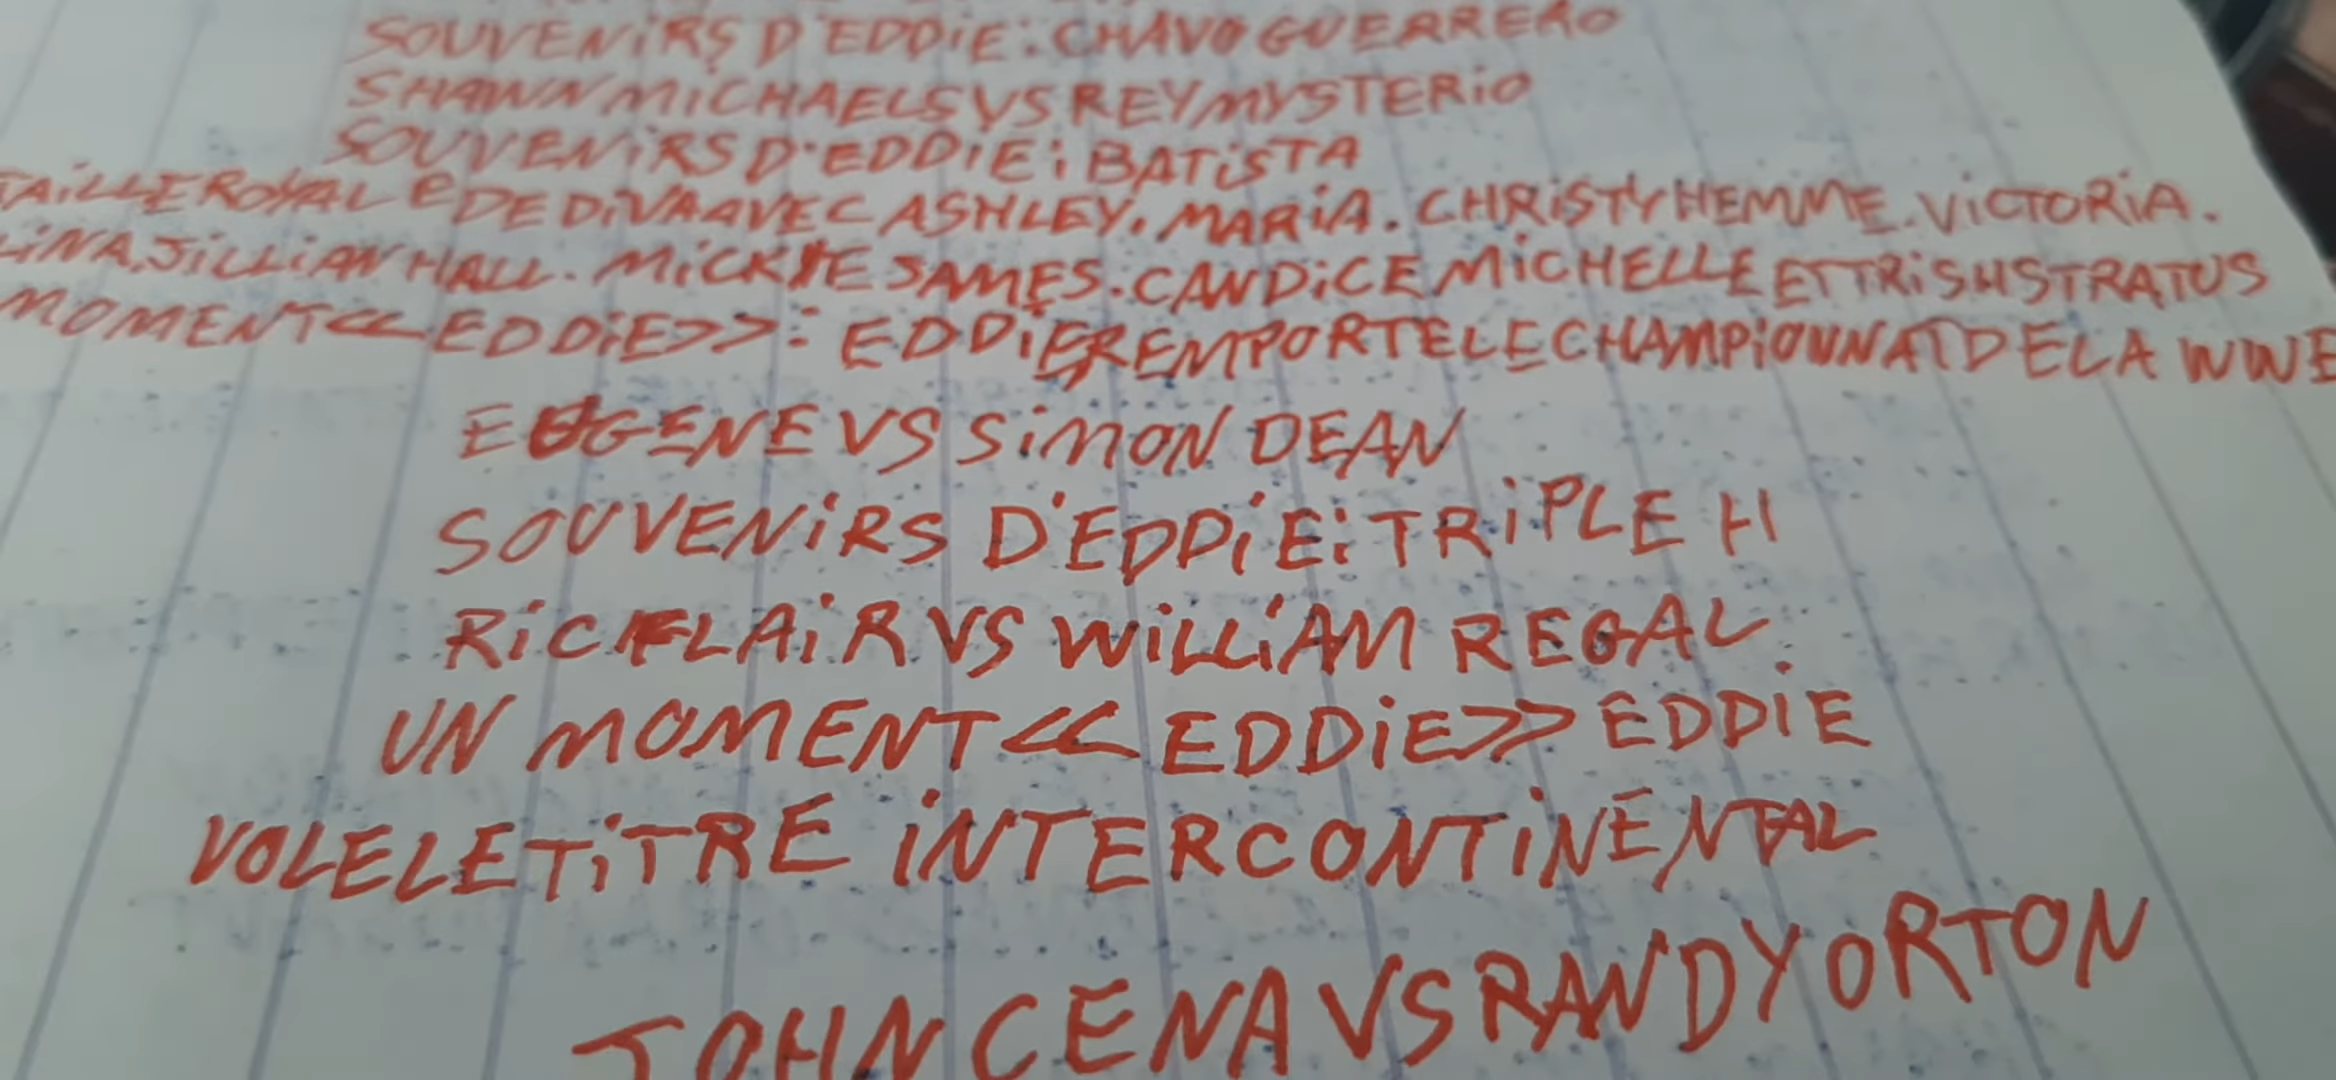 SOUVENIRS D'EDDIE: CHAVO GUERRERO
SHAWN MICHAELS VS REY MYSTERIO
SOUVENIRS D'EDDIE: BATISTA
TAILLE ROYALE DE DIVA AVEC ASHLEY, MARIA. CHRISTY HEMME. VICTORIA.
LINA, JILLIAN HALL. MICKIE JAMES. CANDICE MICHELLE ET TRISH STRATUS
MOMENT << EDDIE >> : EDDIE REMPORTE LE CHAMPIONNAT DE LA WWE
EUGENE VS SIMON DEAN
SOUVENIRS D'EDDIE: TRIPLE H
RIC FLAIR VS WILLIAM REGAL
UN MOMENT << EDDIE >> EDDIE
VOLE LE TITRE INTERCONTINENTAL
JOHN CENA VS RANDY ORTON